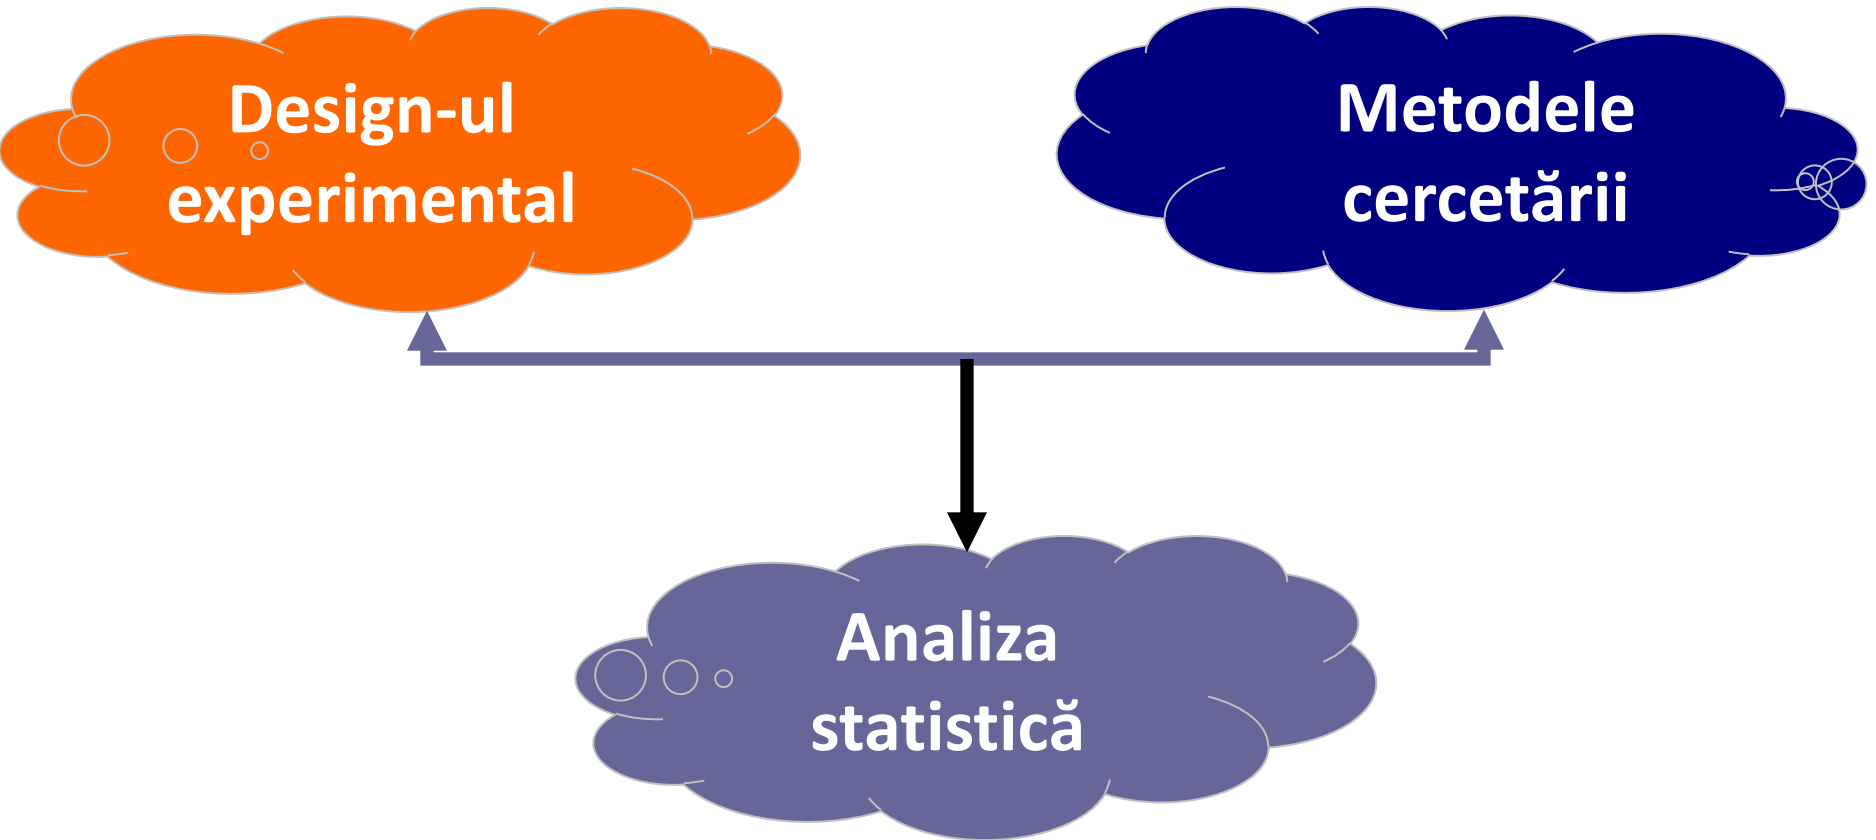 Design-ul
experimental
Metodele
cercetării
Analiza
statistică